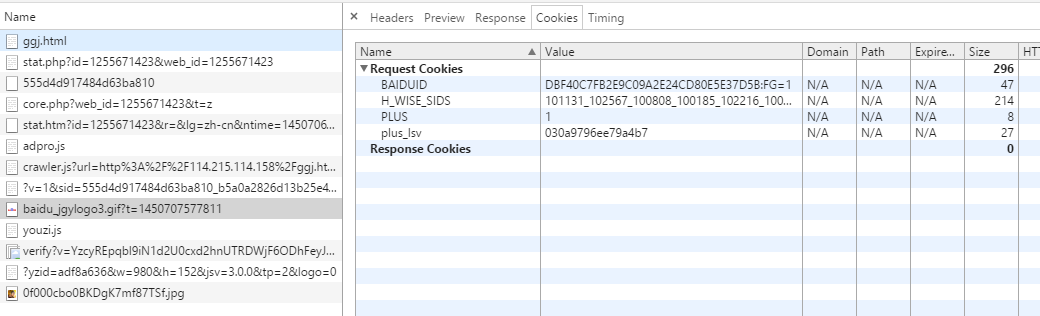 Name
ggj.html
stat.php?id=1255671423&web_id=1255671423
555d4d917484d63ba810
core.php?web_id=1255671423&t=z
stat.htm?id=1255671423&r=&lg=zh-cn&ntime=1450706...
adpro.js
crawler.js?url=http%3A%2F%2F114.215.114.158%2Fggj.ht...
?v=1&sid=555d4d917484d63ba810_b5a0a2826d13b25e4...
baidu_jgylogo3.gif?t=1450707577811
youzi.js
verify?v=YzcyREpqbl9iN1d2U0cxd2hnUTRDWjF6ODhFeyJ...
?yzid=adf8a636&w=980&h=152&jsv=3.0.0&tp=2&logo=0
0f000cbo0BKDgK7mf87TSf.jpg
× Headers Preview Response Cookies Timing
Name Value Domain Path Expire... Size HTT
Request Cookies 296
BAIDUID DBF40C7FB2E9C09A2E24CD80E5E37D5B:FG=1 N/A N/A N/A 47
H_WISE_SIDS 101131_102567_100808_100185_102216_100... N/A N/A N/A 214
PLUS 1 N/A N/A N/A 8
plus_lsv 030a9796ee79a4b7 N/A N/A N/A 27
Response Cookies 0